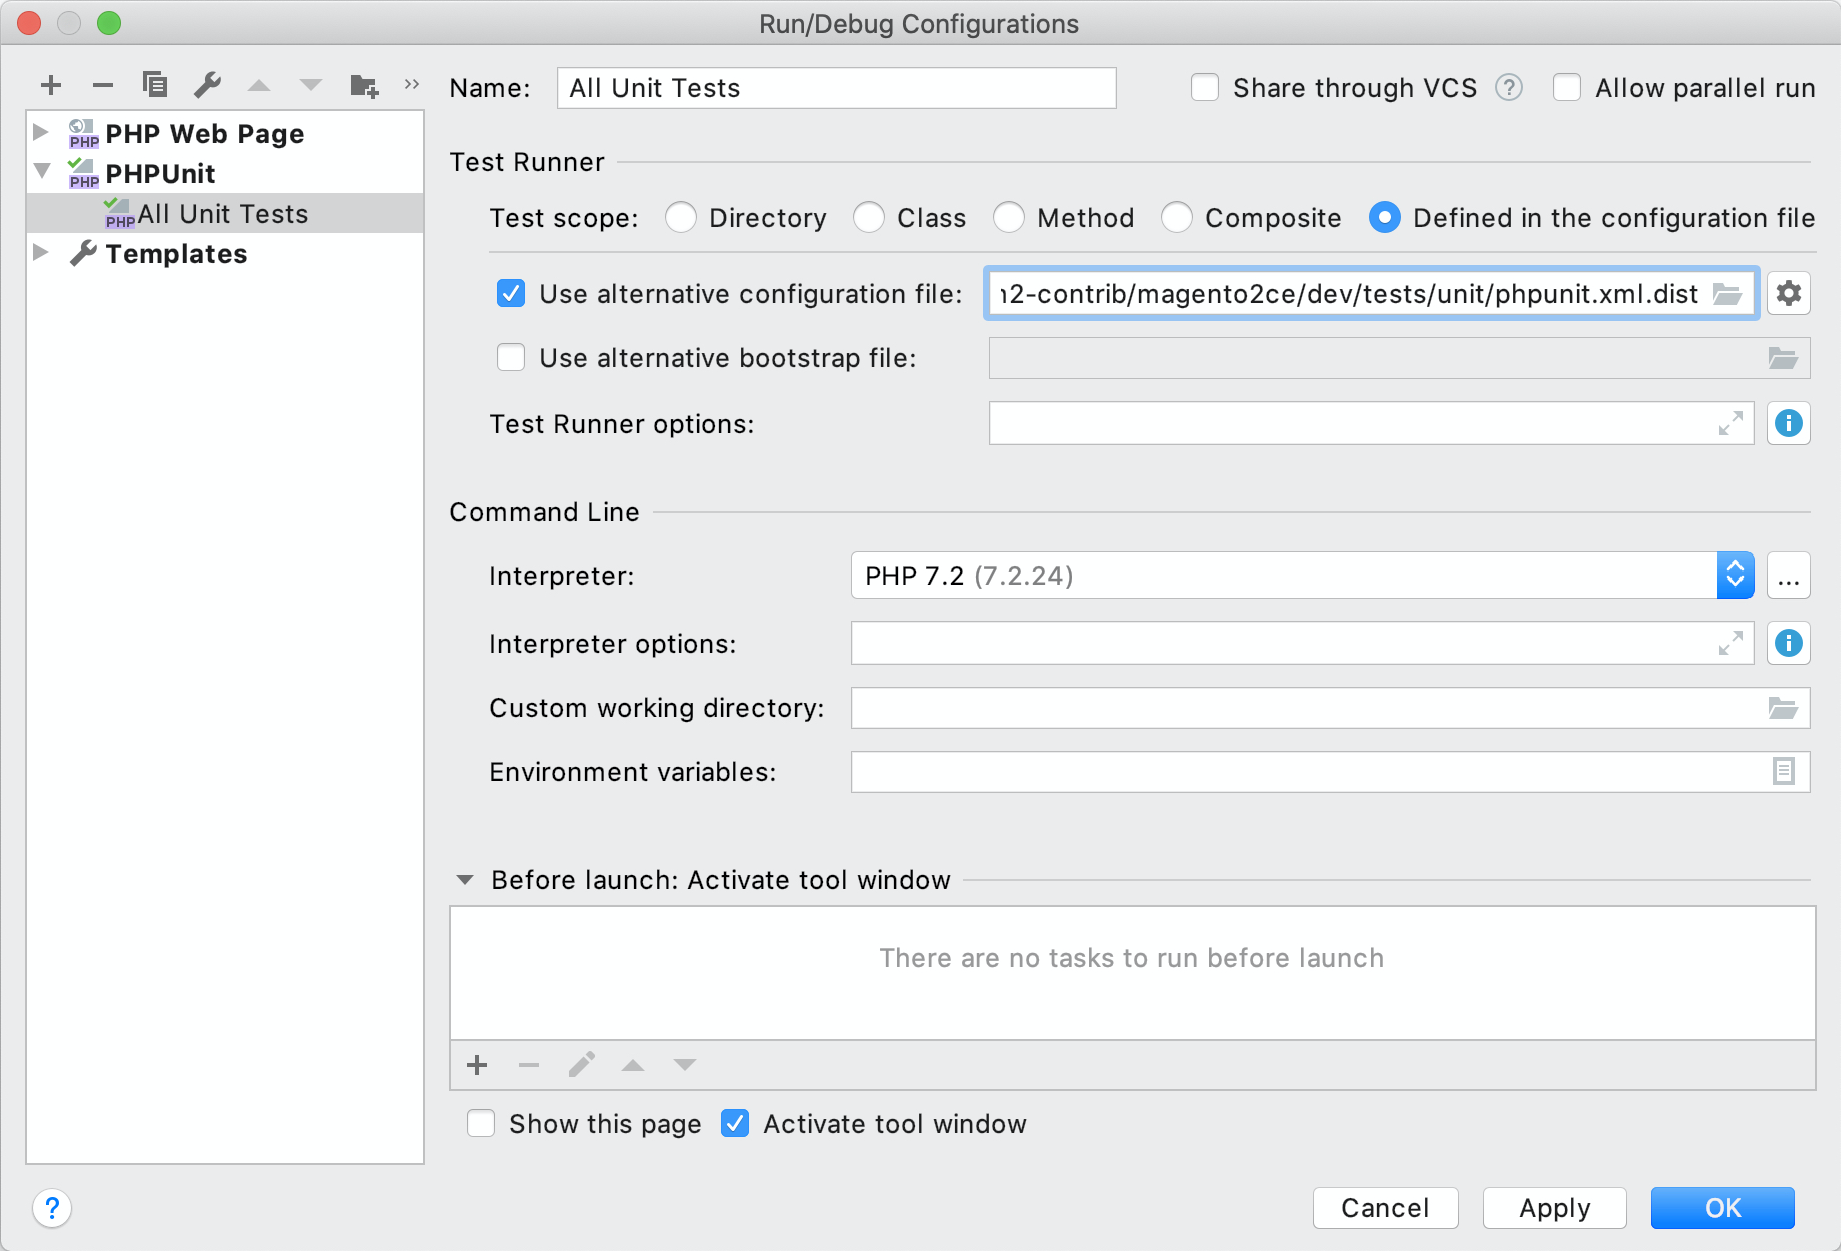 Run/Debug Configurations
Name: All Unit Tests Share through VCS ? Allow parallel run
PHP PHP Web Page
PHP PHPUnit
PHP All Unit Tests
Templates
Test Runner
Test scope: Directory Class Method Composite Defined in the configuration file
Use alternative configuration file: 2-contrib/magento2ce/dev/tests/unit/phpunit.xml.dist
Use alternative bootstrap file:
Test Runner options:
Command Line
Interpreter: PHP 7.2 (7.2.24) ...
Interpreter options:
Custom working directory:
Environment variables:
Before launch: Activate tool window
There are no tasks to run before launch
Show this page Activate tool window
? Cancel Apply OK